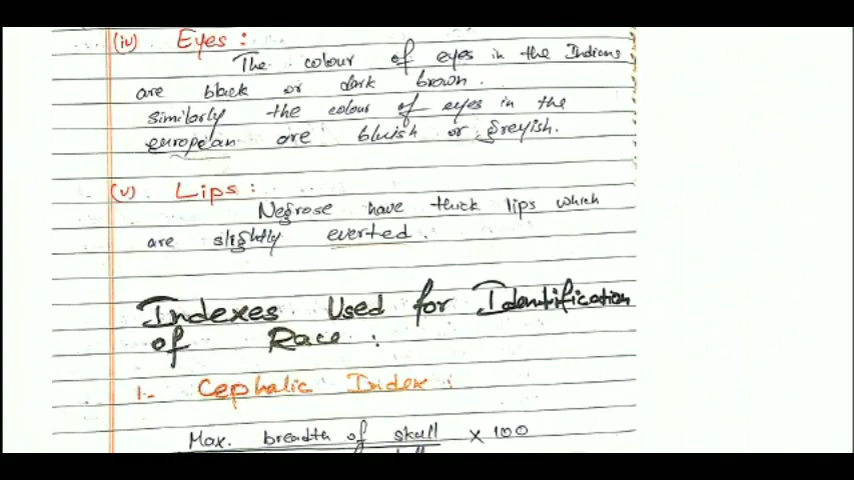 (iv) Eyes :
The colour of eyes in the Indians
are black or dark brown.
Similarly the colour of eyes in the
european are bluish or greyish.
(v) Lips :
Negrose have thick lips which
are slightly everted.
Indexes Used for Identification
of Race :
1.- Cephalic Index :
Max. breadth of skull × 100